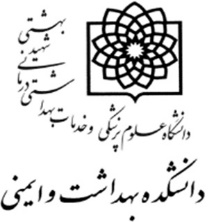 دانشگاه علوم پزشکی و خدمات بهداشتی درمانی شهید بهشتی
دانشکده بهداشت و ایمنی